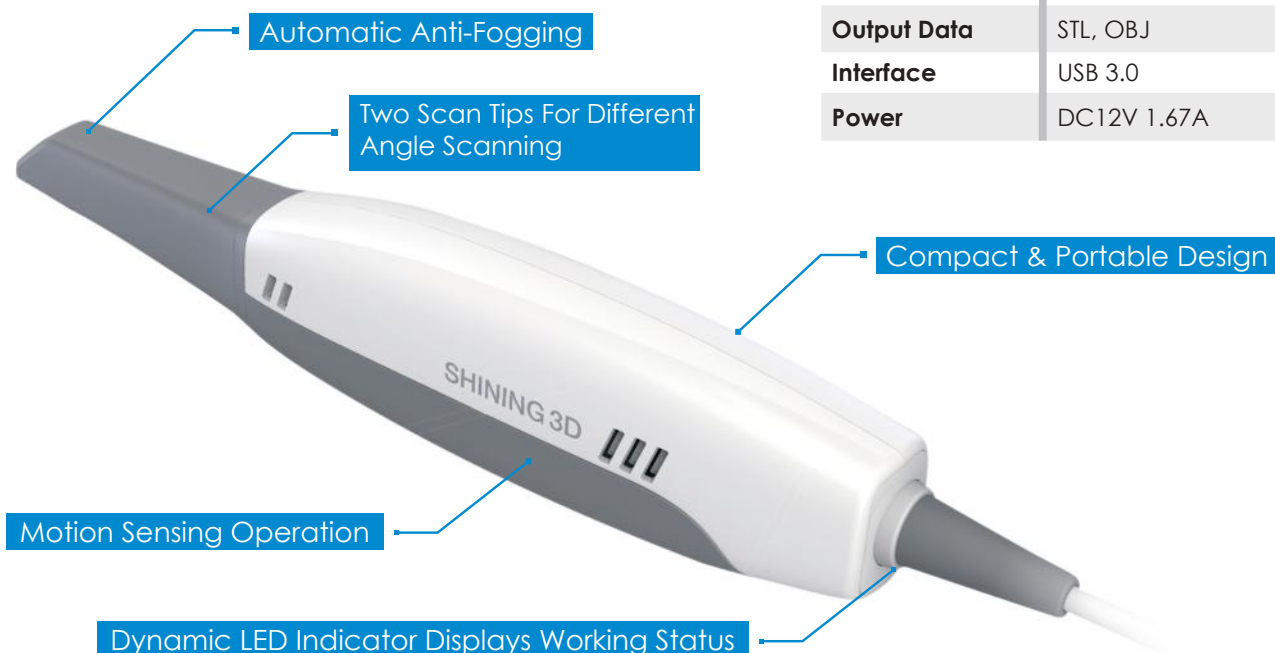 Automatic Anti-Fogging
Output Data STL, OBJ
Interface USB 3.0
Power DC12V 1.67A
Two Scan Tips For Different
Angle Scanning
Compact & Portable Design
SHINING 3D
Motion Sensing Operation
Dynamic LED Indicator Displays Working Status